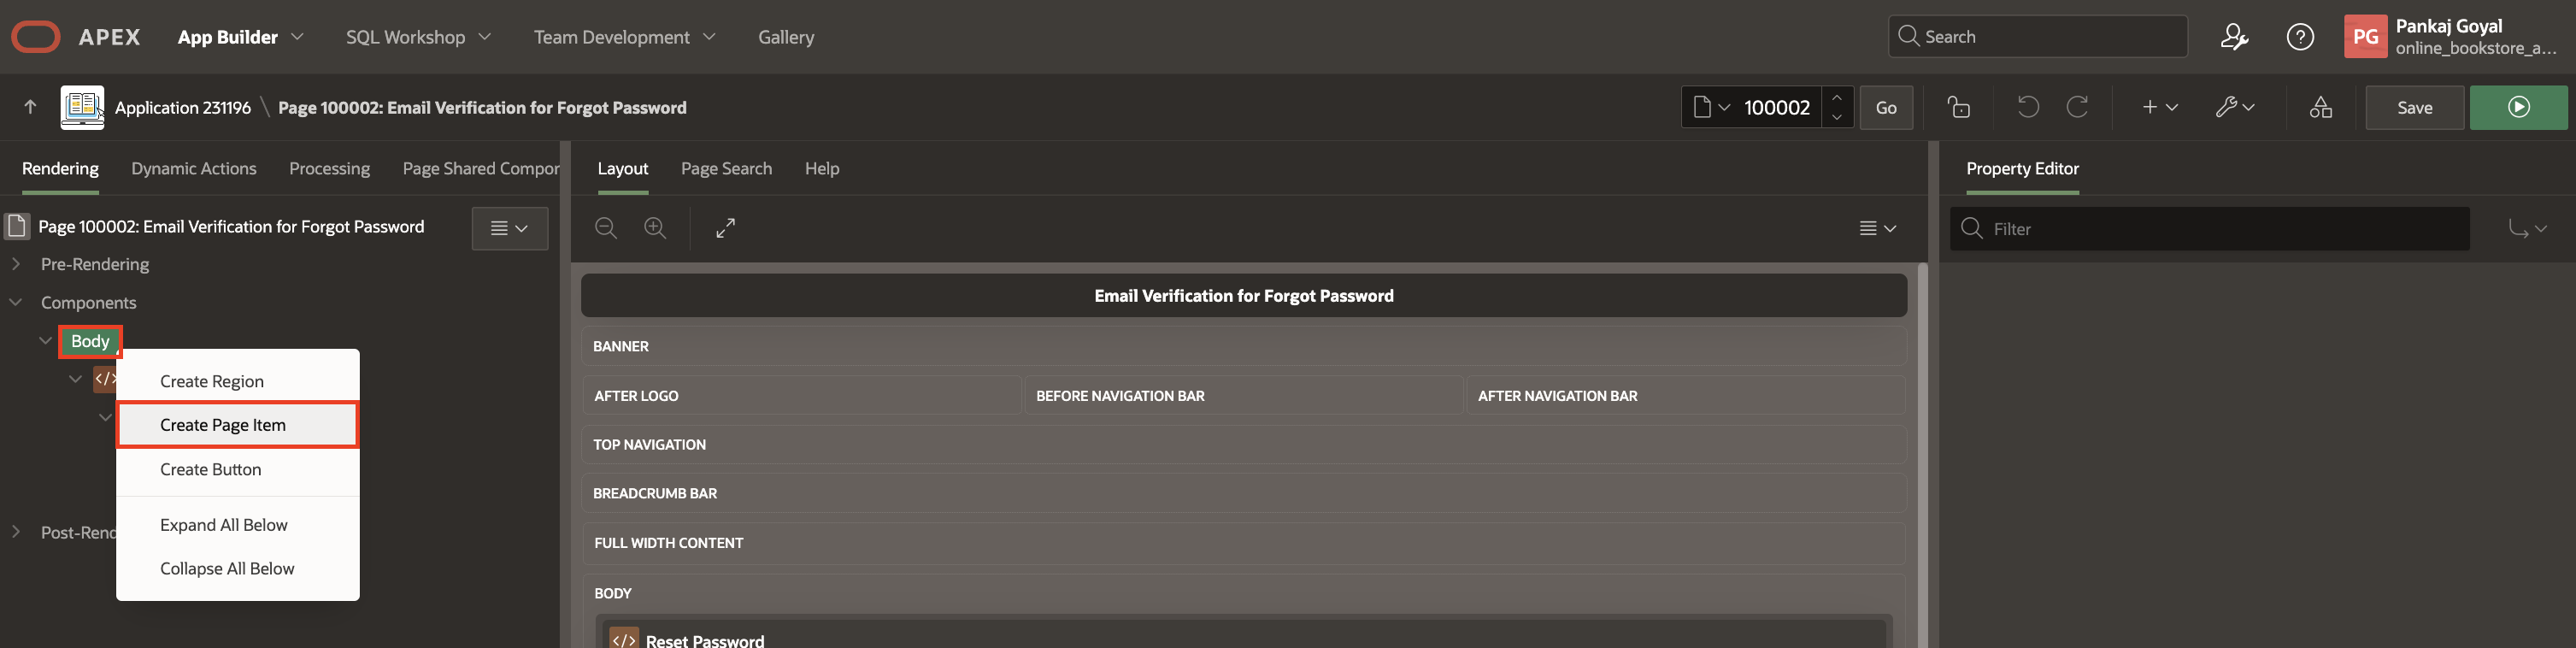 APEX App Builder SQL Workshop Team Development Gallery Search PG Pankaj Goyal
online_bookstore_a...
Application 231196 \ Page 100002: Email Verification for Forgot Password 100002 Go Save
Rendering Dynamic Actions Processing Page Shared Compor
Layout Page Search Help
Property Editor
Page 100002: Email Verification for Forgot Password
Filter
Pre-Rendering
Components
Body
Create Region
Create Page Item
Create Button
Expand All Below
Post-Rend
Collapse All Below
Email Verification for Forgot Password
BANNER
AFTER LOGO BEFORE NAVIGATION BAR AFTER NAVIGATION BAR
TOP NAVIGATION
BREADCRUMB BAR
FULL WIDTH CONTENT
BODY
Reset Password